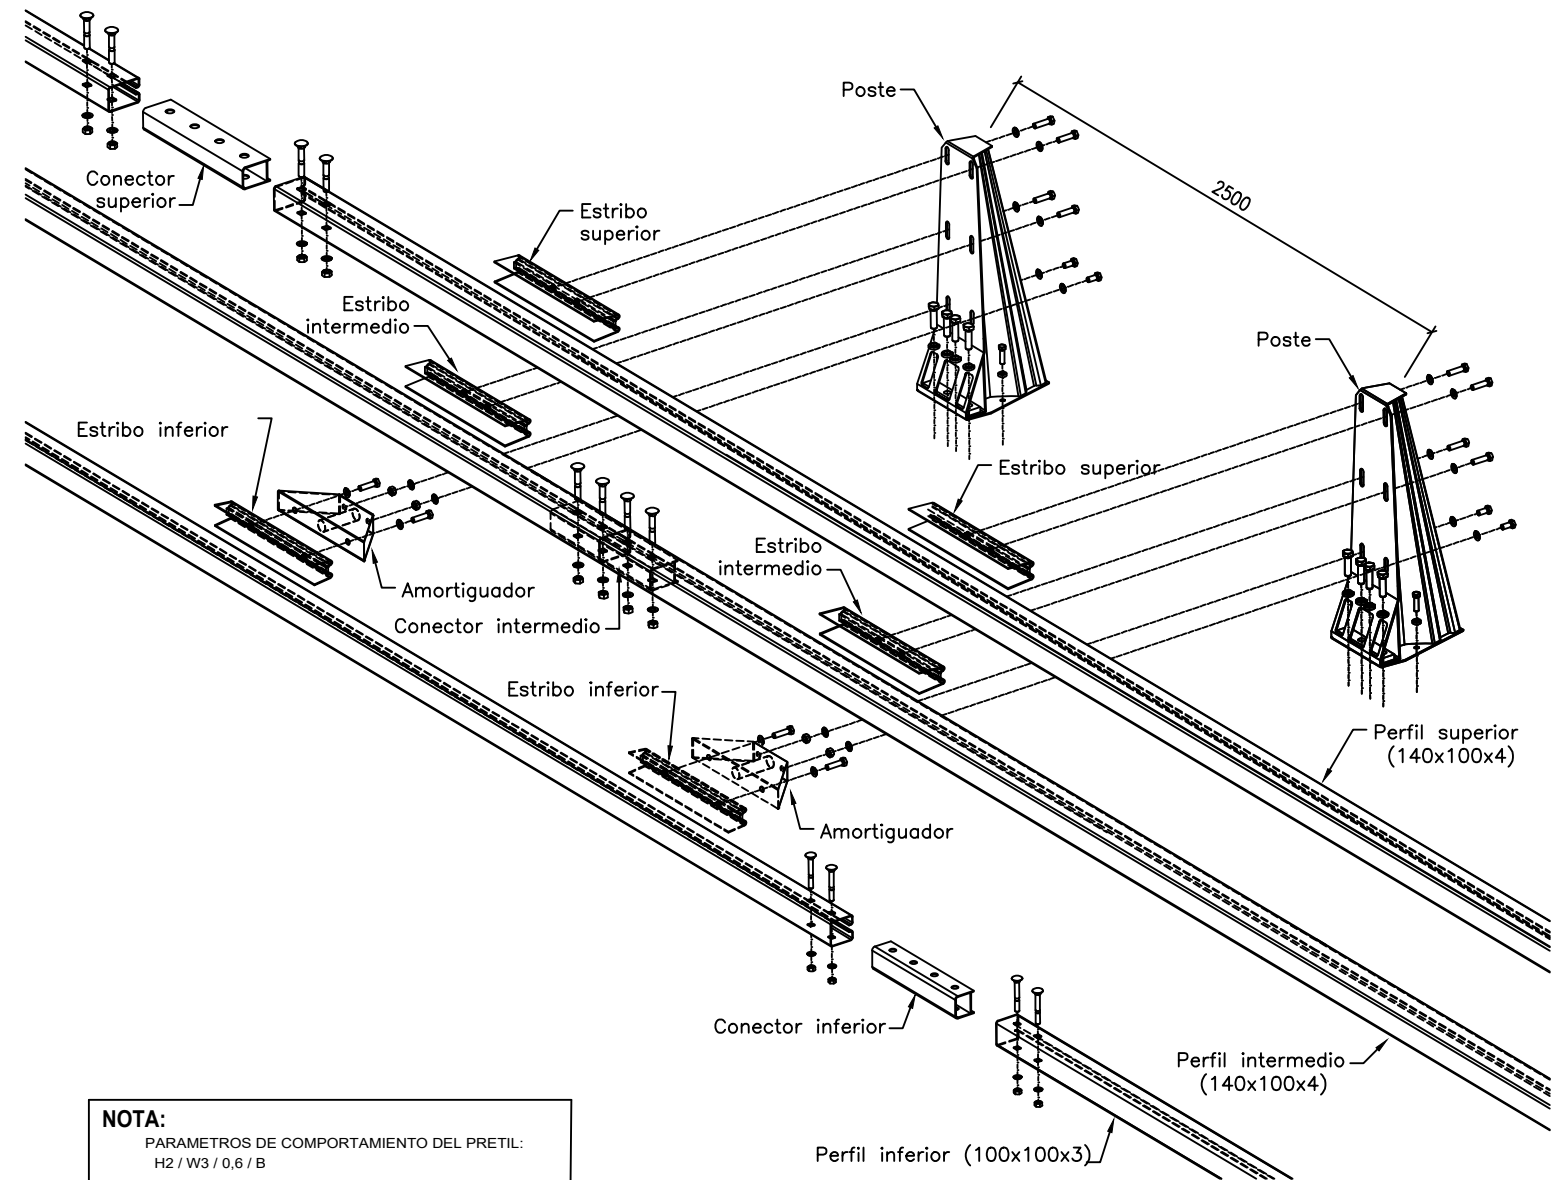 Poste
2500
Conector
superior
Estribo
superior
Estribo
intermedio
Poste
Estribo inferior
Estribo superior
Estribo
intermedio
Amortiguador
Conector intermedio
Estribo inferior
Perfil superior
(140x100x4)
Amortiguador
Conector inferior
Perfil intermedio
(140x100x4)
Perfil inferior (100x100x3)
NOTA:
PARAMETROS DE COMPORTAMIENTO DEL PRETIL:
H2 / W3 / 0,6 / B